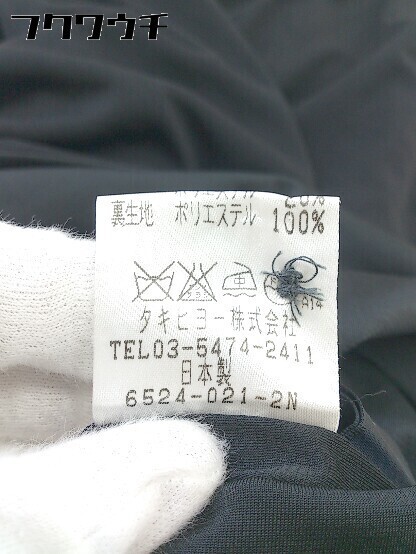 フクワウチ
裏生地 ポリエステル 100%
A14
タキヒヨー株式会社
TEL03-5474-2411
日本製
6524-021-2N